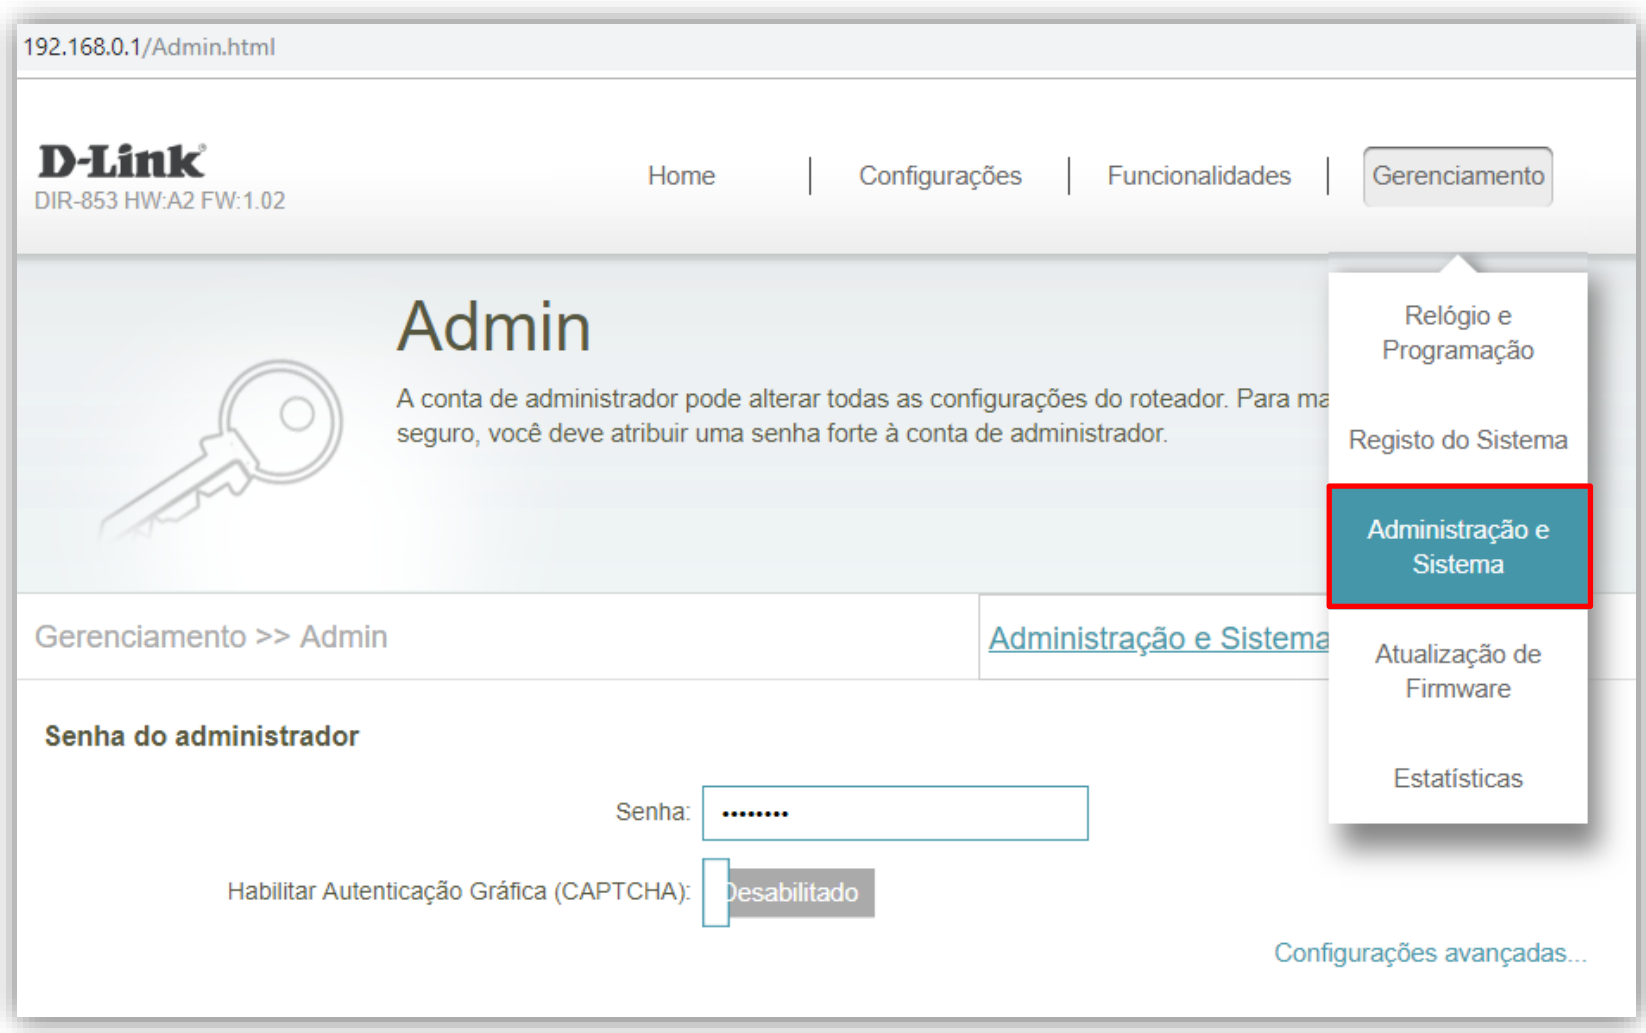 192.168.0.1/Admin.html
D-Link
DIR-853 HW:A2 FW:1.02
Home
Configurações
Funcionalidades
Gerenciamento
Admin
A conta de administrador pode alterar todas as configurações do roteador. Para ma
seguro, você deve atribuir uma senha forte à conta de administrador.
Relógio e
Programação
Registo do Sistema
Administração e
Sistema
Atualização de
Firmware
Estatísticas
Gerenciamento >> Admin
Administração e Sistema
Senha do administrador
Senha: ••••••••
Habilitar Autenticação Gráfica (CAPTCHA): Desabilitado
Configurações avançadas...